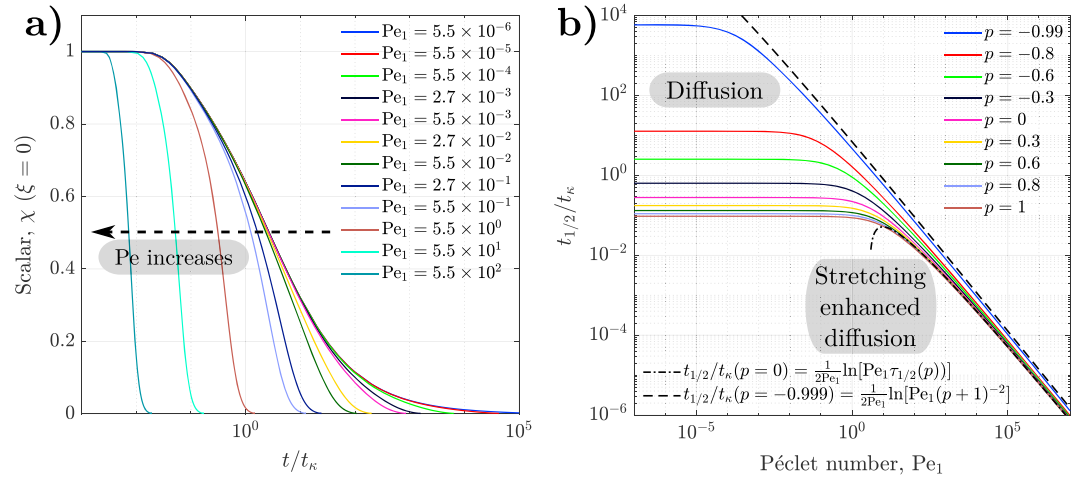 a)
1
0.8
0.6
0.4
0.2
0
Scalar, χ (ξ = 0)
Pe₁ = 5.5 × 10⁻⁶
Pe₁ = 5.5 × 10⁻⁵
Pe₁ = 5.5 × 10⁻⁴
Pe₁ = 2.7 × 10⁻³
Pe₁ = 5.5 × 10⁻³
Pe₁ = 2.7 × 10⁻²
Pe₁ = 5.5 × 10⁻²
Pe₁ = 2.7 × 10⁻¹
Pe₁ = 5.5 × 10⁻¹
Pe₁ = 5.5 × 10⁰
Pe₁ = 5.5 × 10¹
Pe₁ = 5.5 × 10²
Pe increases
10⁰ 10⁵
t/t_κ
b)
10⁴
10²
10⁰
10⁻²
10⁻⁴
10⁻⁶
t_{1/2}/t_κ
Diffusion
p = −0.99
p = −0.8
p = −0.6
p = −0.3
p = 0
p = 0.3
p = 0.6
p = 0.8
p = 1
Stretching
enhanced
diffusion
t_{1/2}/t_κ(p = 0) = \frac{1}{2Pe₁}ln[Pe₁τ_{1/2}(p)]
t_{1/2}/t_κ(p = −0.999) = \frac{1}{2Pe₁}ln[Pe₁(p + 1)⁻²]
10⁻⁵ 10⁰ 10⁵
Péclet number, Pe₁